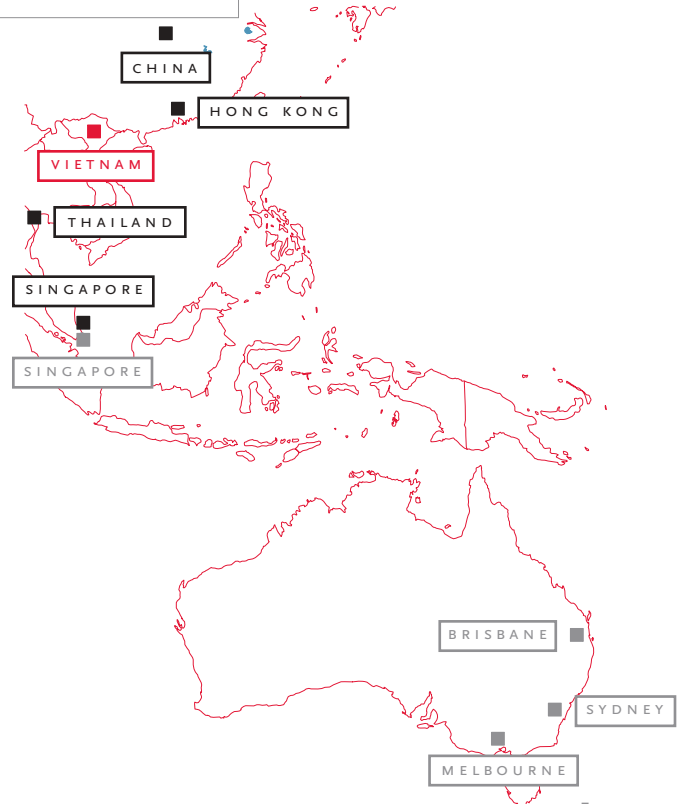 CHINA
HONG KONG
VIETNAM
THAILAND
SINGAPORE
SINGAPORE
BRISBANE
SYDNEY
MELBOURNE